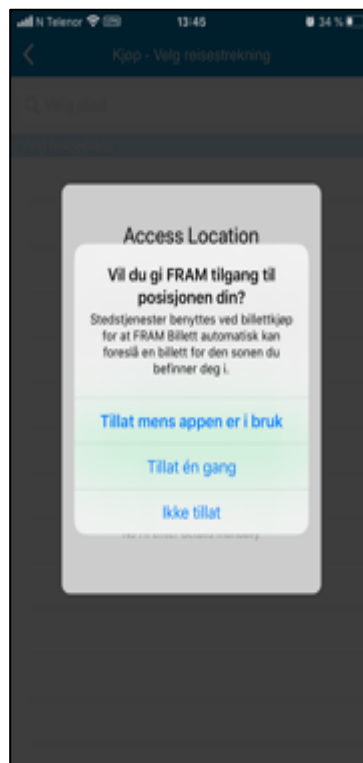 N Telenor VPN 13:45 34 %
Kjøp - Velg reisestrekning
Access Location
Vil du gi FRAM tilgang til
posisjonen din?
Stedstjenester benyttes ved billettkjøp
for at FRAM Billett automatisk kan
foreslå en billett for den sonen du
befinner deg i.
Tillat mens appen er i bruk
Tillat én gang
Ikke tillat